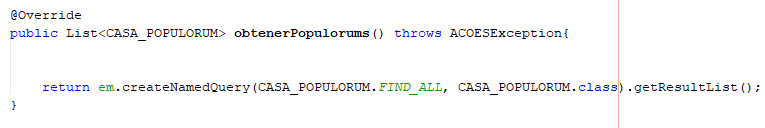 @Override
public List<CASA_POPULORUM> obtenerPopulorums() throws ACOESException{
return em.createNamedQuery(CASA_POPULORUM.FIND_ALL, CASA_POPULORUM.class).getResultList();
}